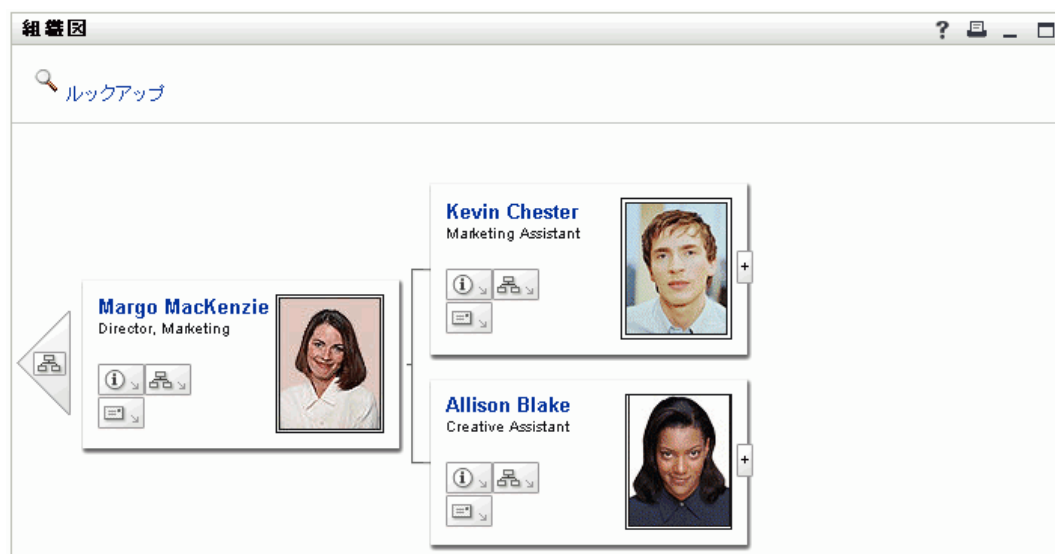 組織図
?
ルックアップ
Kevin Chester
Marketing Assistant
+
Margo MacKenzie
Director, Marketing
Allison Blake
Creative Assistant
+